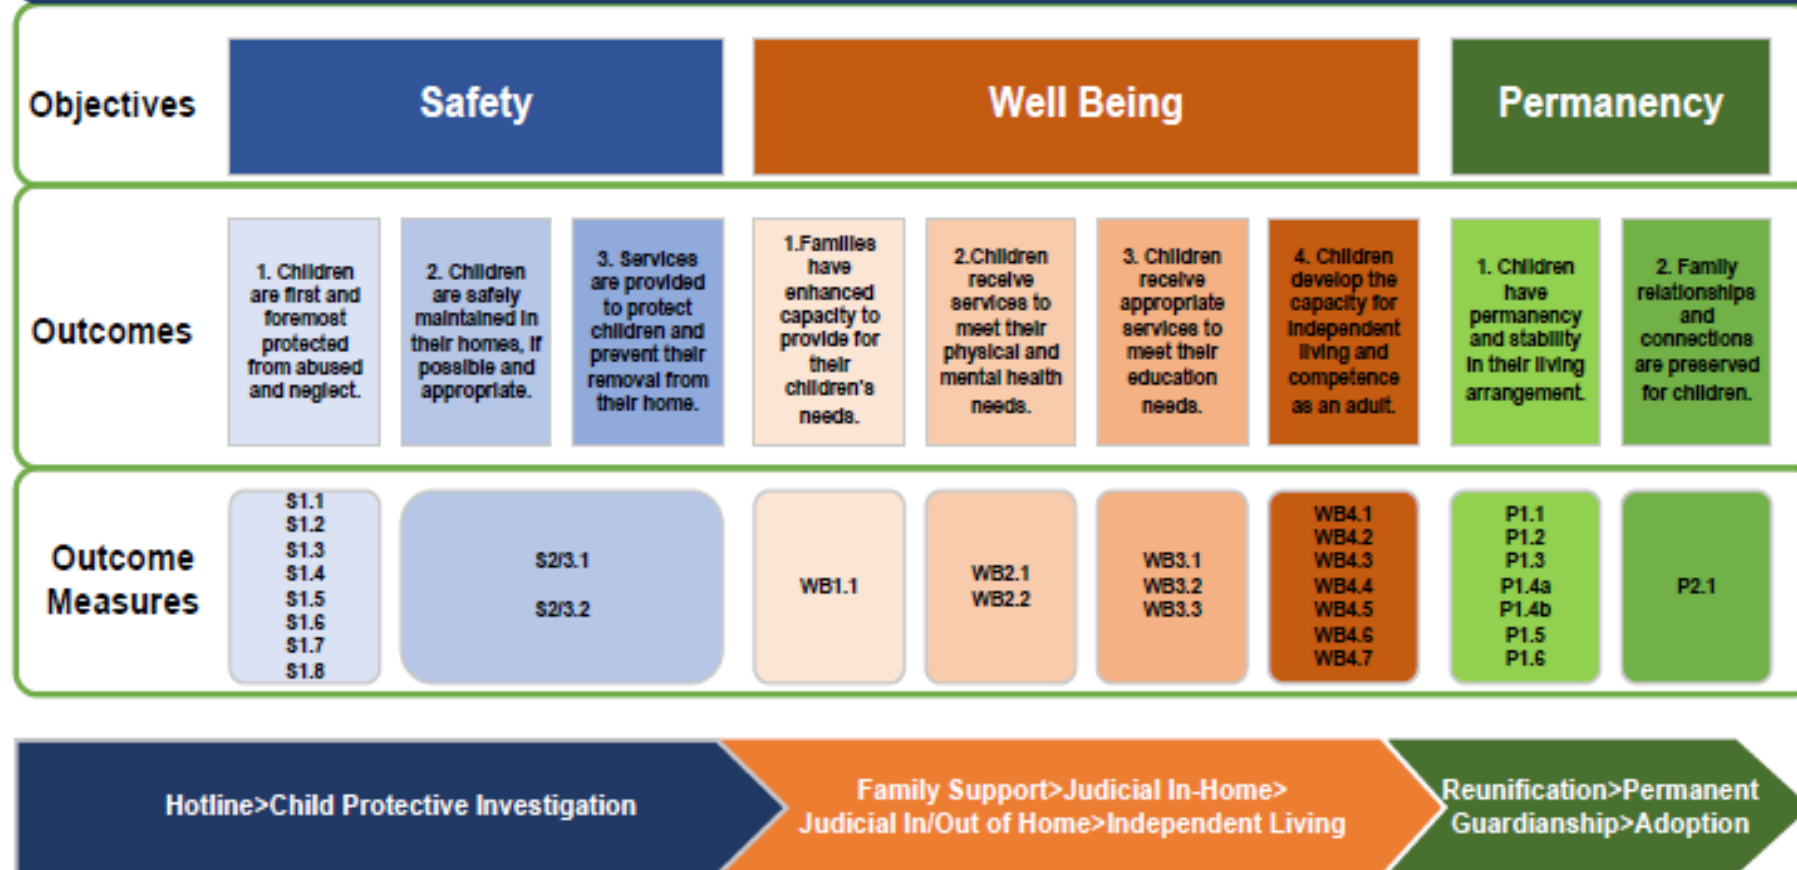 Objectives
Safety
Well Being
Permanency
Outcomes
1. Children
are first and
foremost
protected
from abused
and neglect.
2. Children
are safely
maintained in
their homes, if
possible and
appropriate.
3. Services
are provided
to protect
children and
prevent their
removal from
their home.
1.Families
have
enhanced
capacity to
provide for
their
children's
needs.
2.Children
receive
services to
meet their
physical and
mental health
needs.
3. Children
receive
appropriate
services to
meet their
education
needs.
4. Children
develop the
capacity for
independent
living and
competence
as an adult.
1. Children
have
permanency
and stability
in their living
arrangement.
2. Family
relationships
and
connections
are preserved
for children.
Outcome
Measures
S1.1
S1.2
S1.3
S1.4
S1.5
S1.6
S1.7
S1.8
S2/3.1
S2/3.2
WB1.1
WB2.1
WB2.2
WB3.1
WB3.2
WB3.3
WB4.1
WB4.2
WB4.3
WB4.4
WB4.5
WB4.6
WB4.7
P1.1
P1.2
P1.3
P1.4a
P1.4b
P1.5
P1.6
P2.1
Hotline>Child Protective Investigation
Family Support>Judicial In-Home>
Judicial In/Out of Home>Independent Living
Reunification>Permanent
Guardianship>Adoption